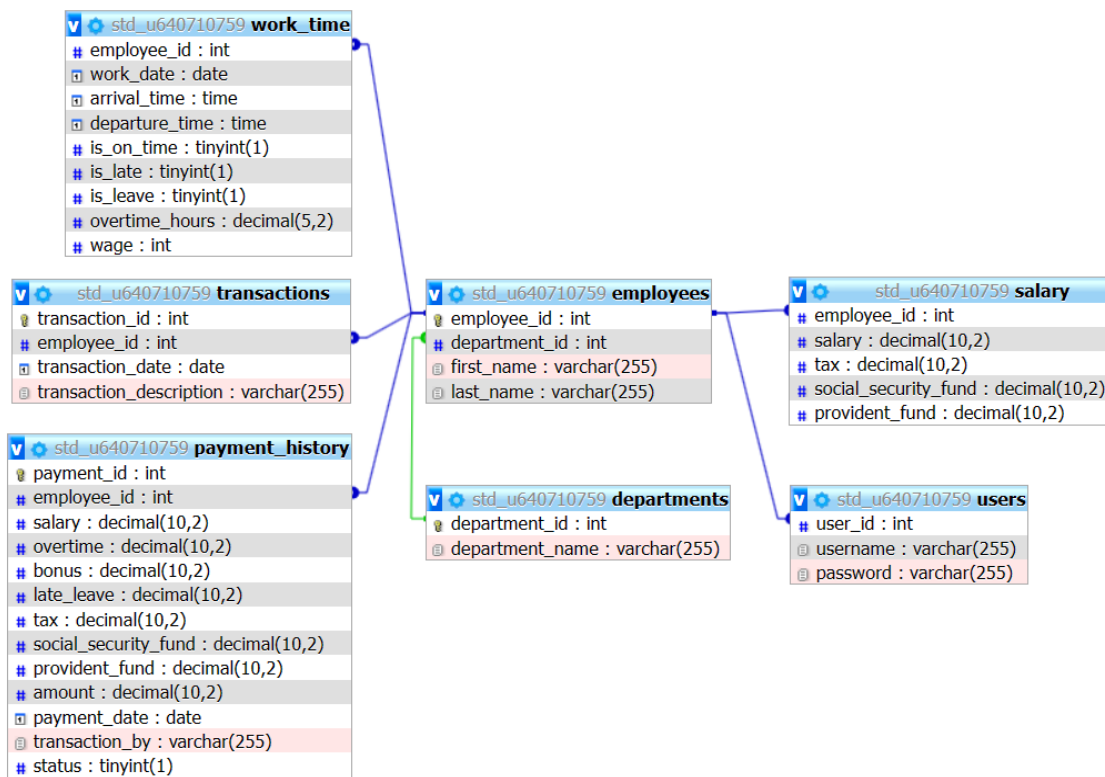 std_u640710759 work_time
employee_id : int
work_date : date
arrival_time : time
departure_time : time
is_on_time : tinyint(1)
is_late : tinyint(1)
is_leave : tinyint(1)
overtime_hours : decimal(5,2)
wage : int
std_u640710759 transactions
transaction_id : int
employee_id : int
transaction_date : date
transaction_description : varchar(255)
std_u640710759 employees
employee_id : int
department_id : int
first_name : varchar(255)
last_name : varchar(255)
std_u640710759 salary
employee_id : int
salary : decimal(10,2)
tax : decimal(10,2)
social_security_fund : decimal(10,2)
provident_fund : decimal(10,2)
std_u640710759 payment_history
payment_id : int
employee_id : int
salary : decimal(10,2)
overtime : decimal(10,2)
bonus : decimal(10,2)
late_leave : decimal(10,2)
tax : decimal(10,2)
social_security_fund : decimal(10,2)
provident_fund : decimal(10,2)
amount : decimal(10,2)
payment_date : date
transaction_by : varchar(255)
status : tinyint(1)
std_u640710759 departments
department_id : int
department_name : varchar(255)
std_u640710759 users
user_id : int
username : varchar(255)
password : varchar(255)